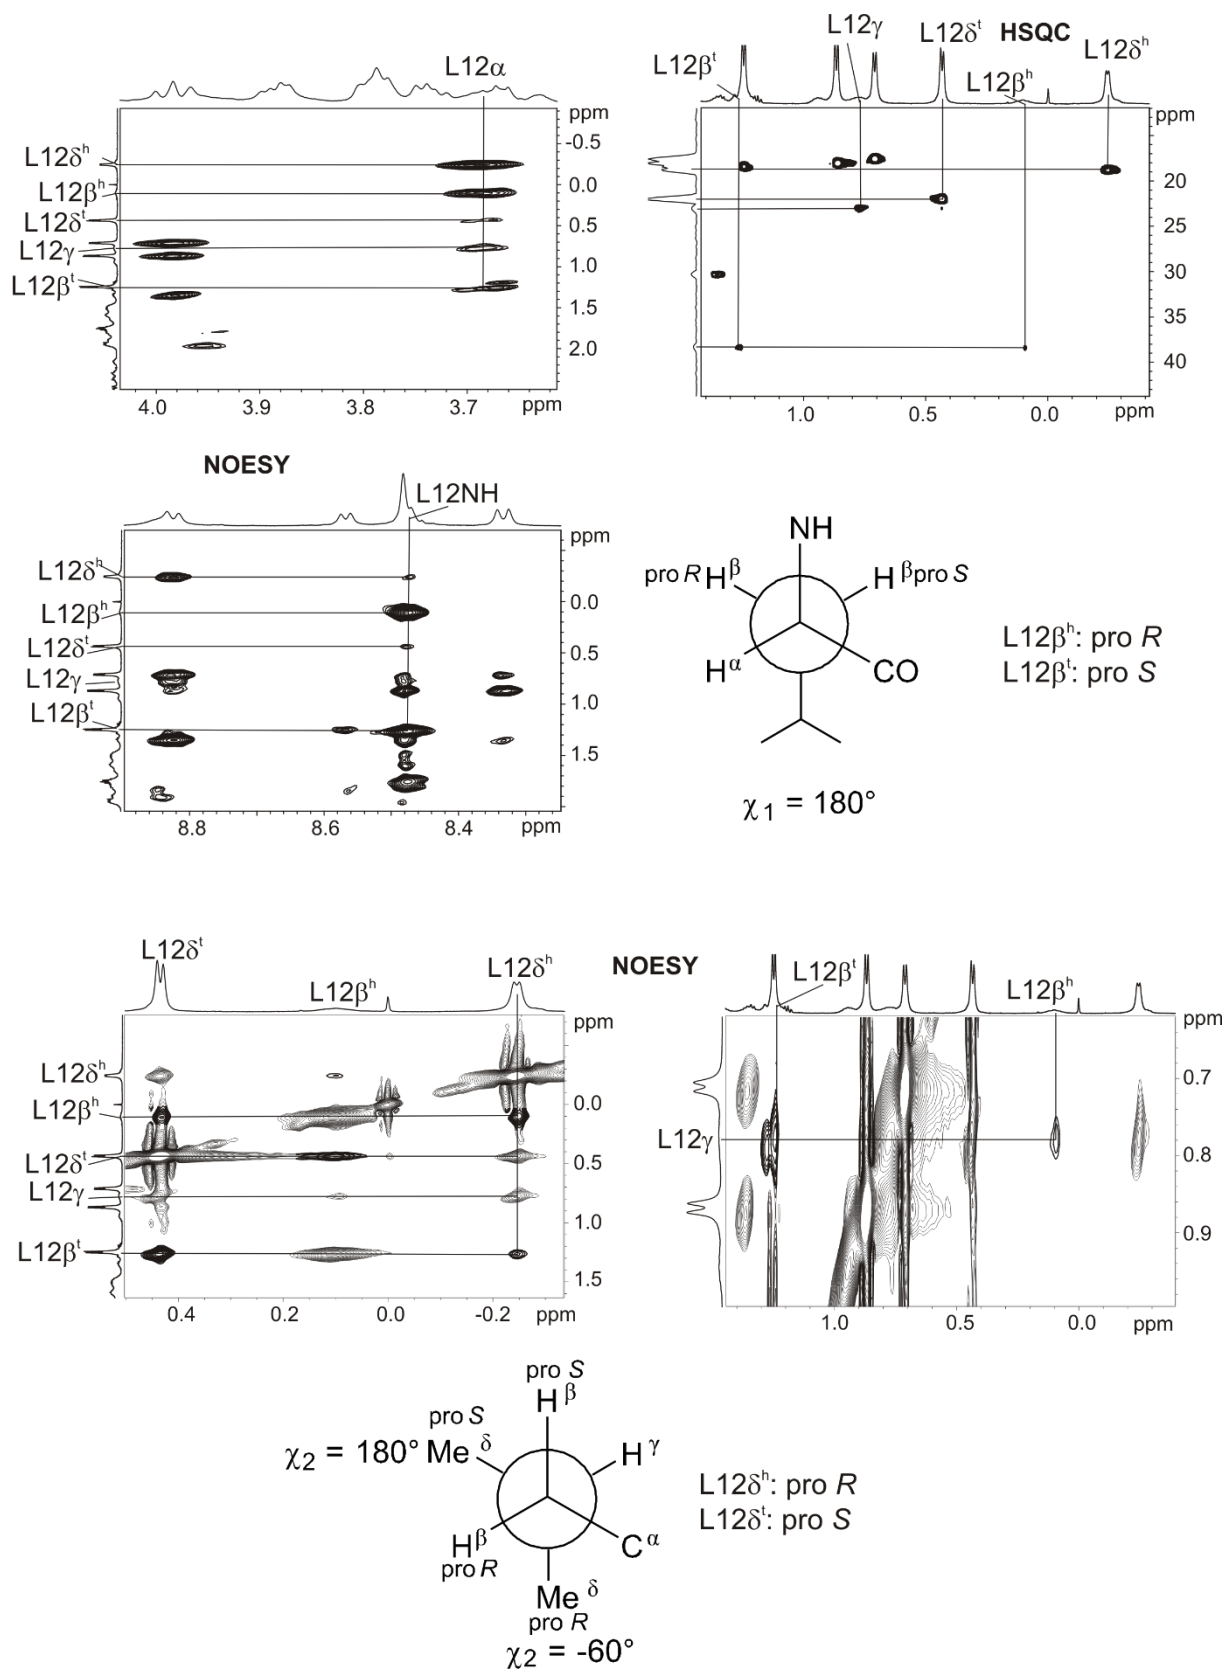 L12α
ppm
-0.5
L12δʰ
0.0
L12βʰ
L12δᵗ
0.5
L12γ
1.0
L12βᵗ
1.5
2.0
4.0 3.9 3.8 3.7 ppm
L12γ L12δᵗ HSQC
L12βᵗ L12βʰ L12δʰ
ppm
20
25
30
35
40
1.0 0.5 0.0 ppm
NOESY
L12NH
ppm
L12δʰ
0.0
L12βʰ
L12δᵗ
0.5
L12γ
1.0
L12βᵗ
1.5
8.8 8.6 8.4 ppm
NH
pro R Hᵝ H ᵝpro S
Hᵅ CO
χ₁ = 180°
L12βʰ: pro R
L12βᵗ: pro S
L12δᵗ L12βʰ L12δʰ
ppm
L12δʰ
L12βʰ 0.0
L12δᵗ 0.5
L12γ
1.0
L12βᵗ
1.5
0.4 0.2 0.0 -0.2 ppm
NOESY
L12βᵗ L12βʰ
ppm
0.7
L12γ
0.8
0.9
1.0 0.5 0.0 ppm
pro S
H β
pro S
χ₂ = 180° Me δ
H γ
Hᵝ
pro R
C α
Me δ
pro R
χ₂ = -60°
L12δʰ: pro R
L12δᵗ: pro S